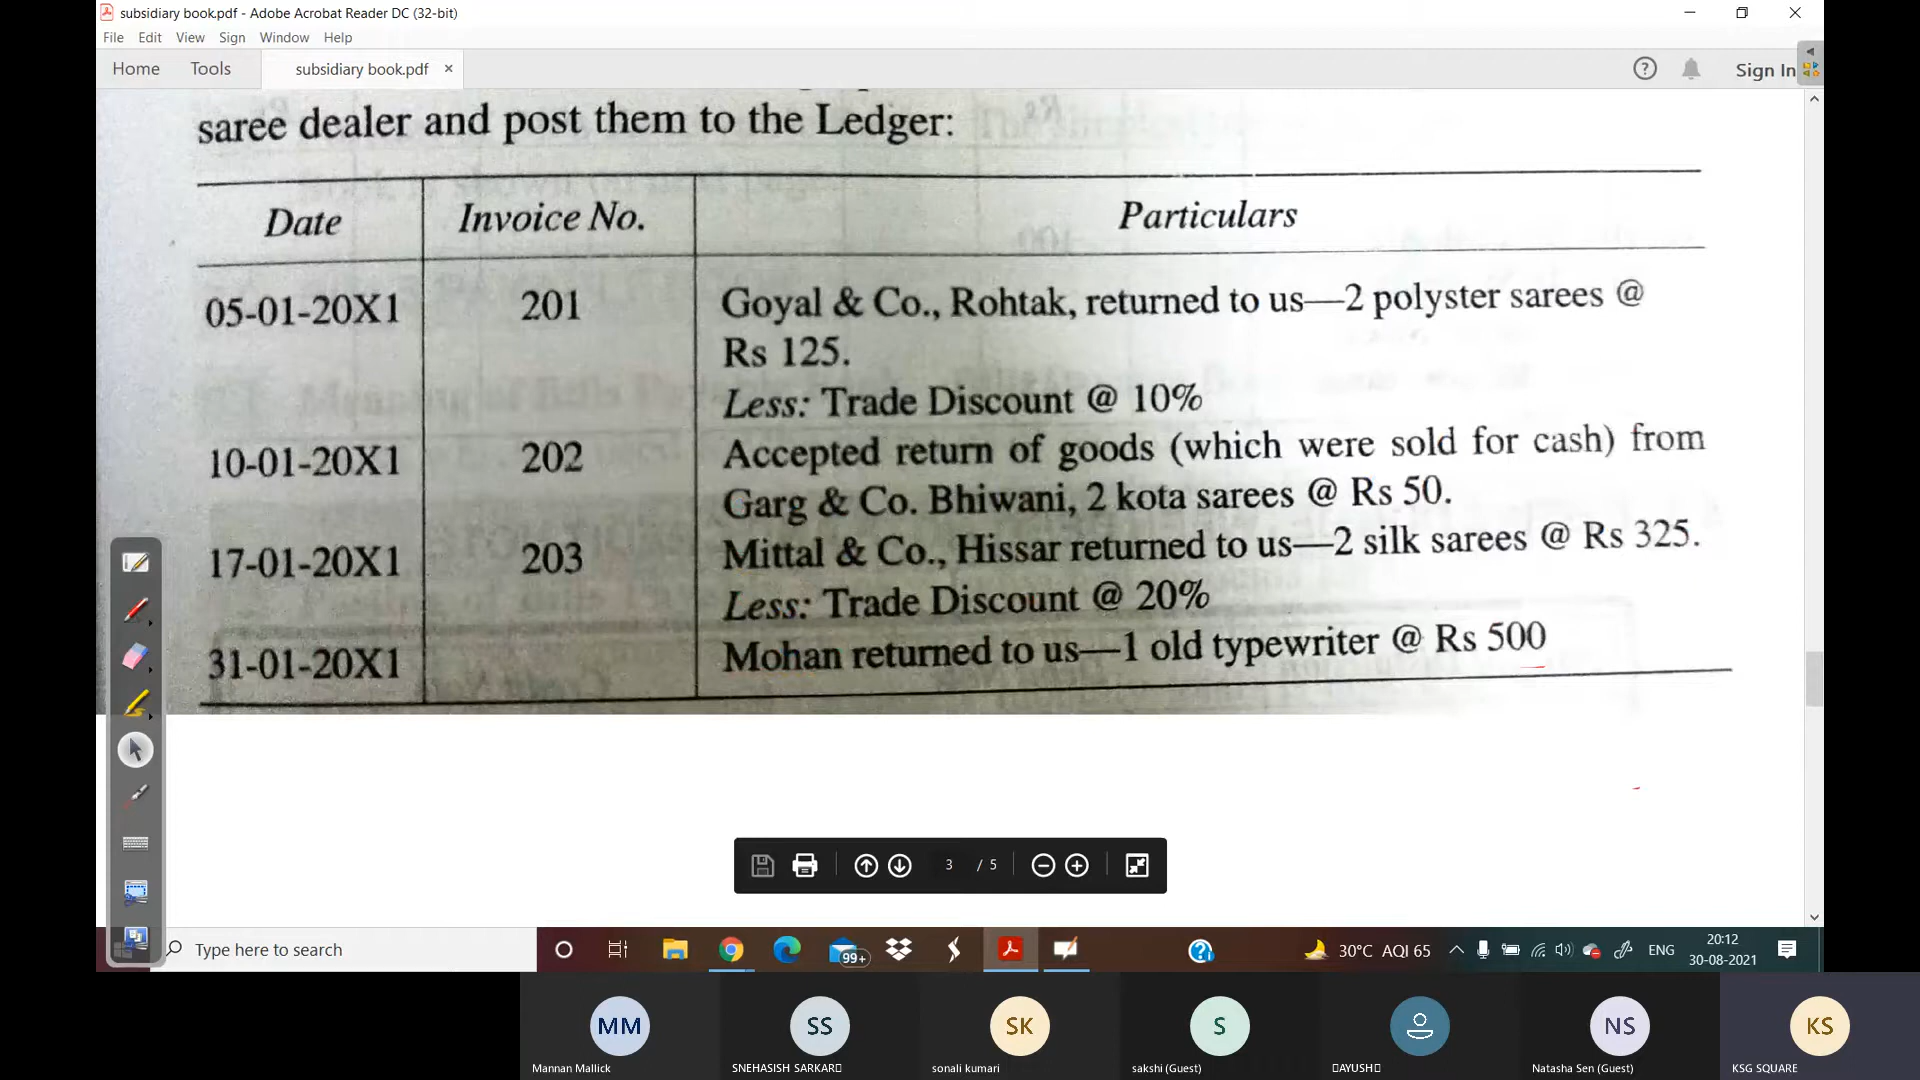 subsidiary book.pdf - Adobe Acrobat Reader DC (32-bit)
File Edit View Sign Window Help
Home Tools subsidiary book.pdf × Sign In
saree dealer and post them to the Ledger:
Date Invoice No. Particulars
05-01-20X1 201 Goyal & Co., Rohtak, returned to us—2 polyster sarees @
Rs 125.
Less: Trade Discount @ 10%
10-01-20X1 202 Accepted return of goods (which were sold for cash) from
Garg & Co. Bhiwani, 2 kota sarees @ Rs 50.
17-01-20X1 203 Mittal & Co., Hissar returned to us—2 silk sarees @ Rs 325.
Less: Trade Discount @ 20%
31-01-20X1 Mohan returned to us—1 old typewriter @ Rs 500
3 / 5
Type here to search 99+ 30°C AQI 65 ENG 20:12
30-08-2021
MM SS SK S NS KS
Mannan Mallick SNEHASISH SARKAR sonali kumari sakshi (Guest) AYUSH Natasha Sen (Guest) KSG SQUARE